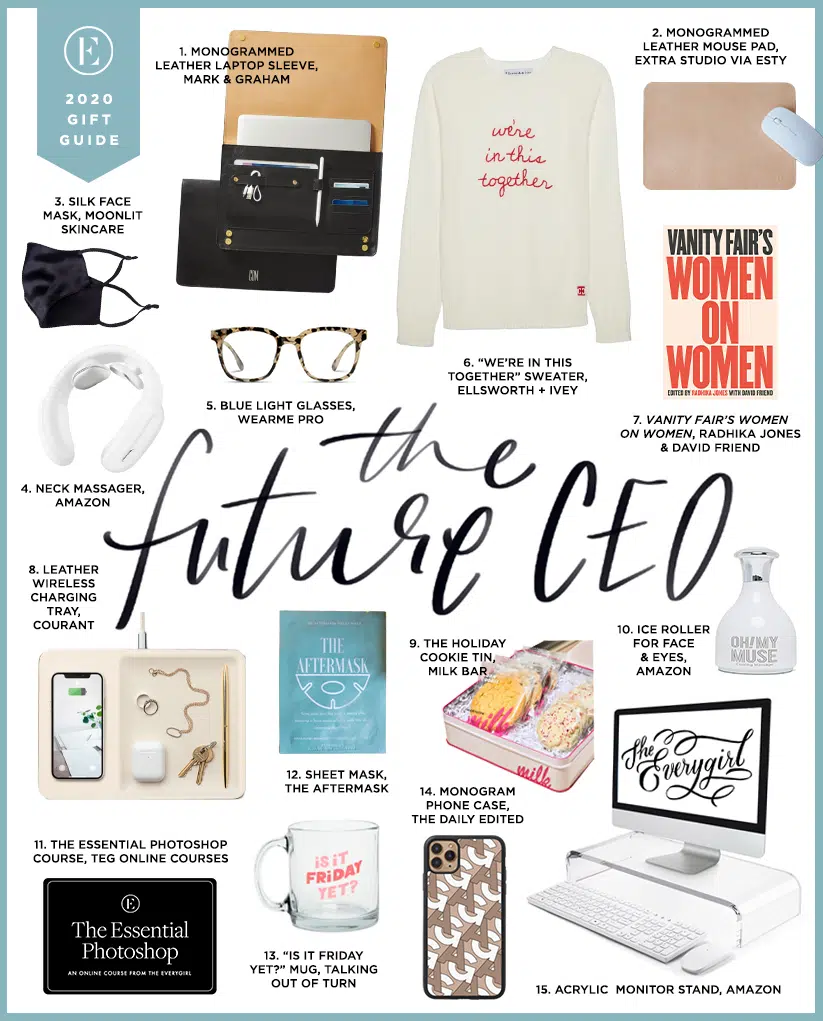 E
2020
GIFT
GUIDE
1. MONOGRAMMED
LEATHER LAPTOP SLEEVE,
MARK & GRAHAM
2. MONOGRAMMED
LEATHER MOUSE PAD,
EXTRA STUDIO VIA ESTY
3. SILK FACE
MASK, MOONLIT
SKINCARE
we're
in this
together
VANITY FAIR'S
WOMEN
ON
WOMEN
EDITED BY RADHIKA JONES WITH DAVID FRIEND
4. NECK MASSAGER,
AMAZON
5. BLUE LIGHT GLASSES,
WEARME PRO
6. “WE’RE IN THIS
TOGETHER” SWEATER,
ELLSWORTH + IVEY
7. VANITY FAIR’S WOMEN
ON WOMEN, RADHIKA JONES
& DAVID FRIEND
the
future CEO
8. LEATHER
WIRELESS
CHARGING
TRAY,
COURANT
THE
AFTERMASK
9. THE HOLIDAY
COOKIE TIN,
MILK BAR
milk
10. ICE ROLLER
FOR FACE
& EYES,
AMAZON
OH!MY
MUSE
12. SHEET MASK,
THE AFTERMASK
The Everygirl
11. THE ESSENTIAL PHOTOSHOP
COURSE, TEG ONLINE COURSES
E
The Essential
Photoshop
AN ONLINE COURSE FROM THE EVERYGIRL
iS iT
FRiDAY
YET?
13. “IS IT FRIDAY
YET?” MUG, TALKING
OUT OF TURN
14. MONOGRAM
PHONE CASE,
THE DAILY EDITED
15. ACRYLIC MONITOR STAND, AMAZON